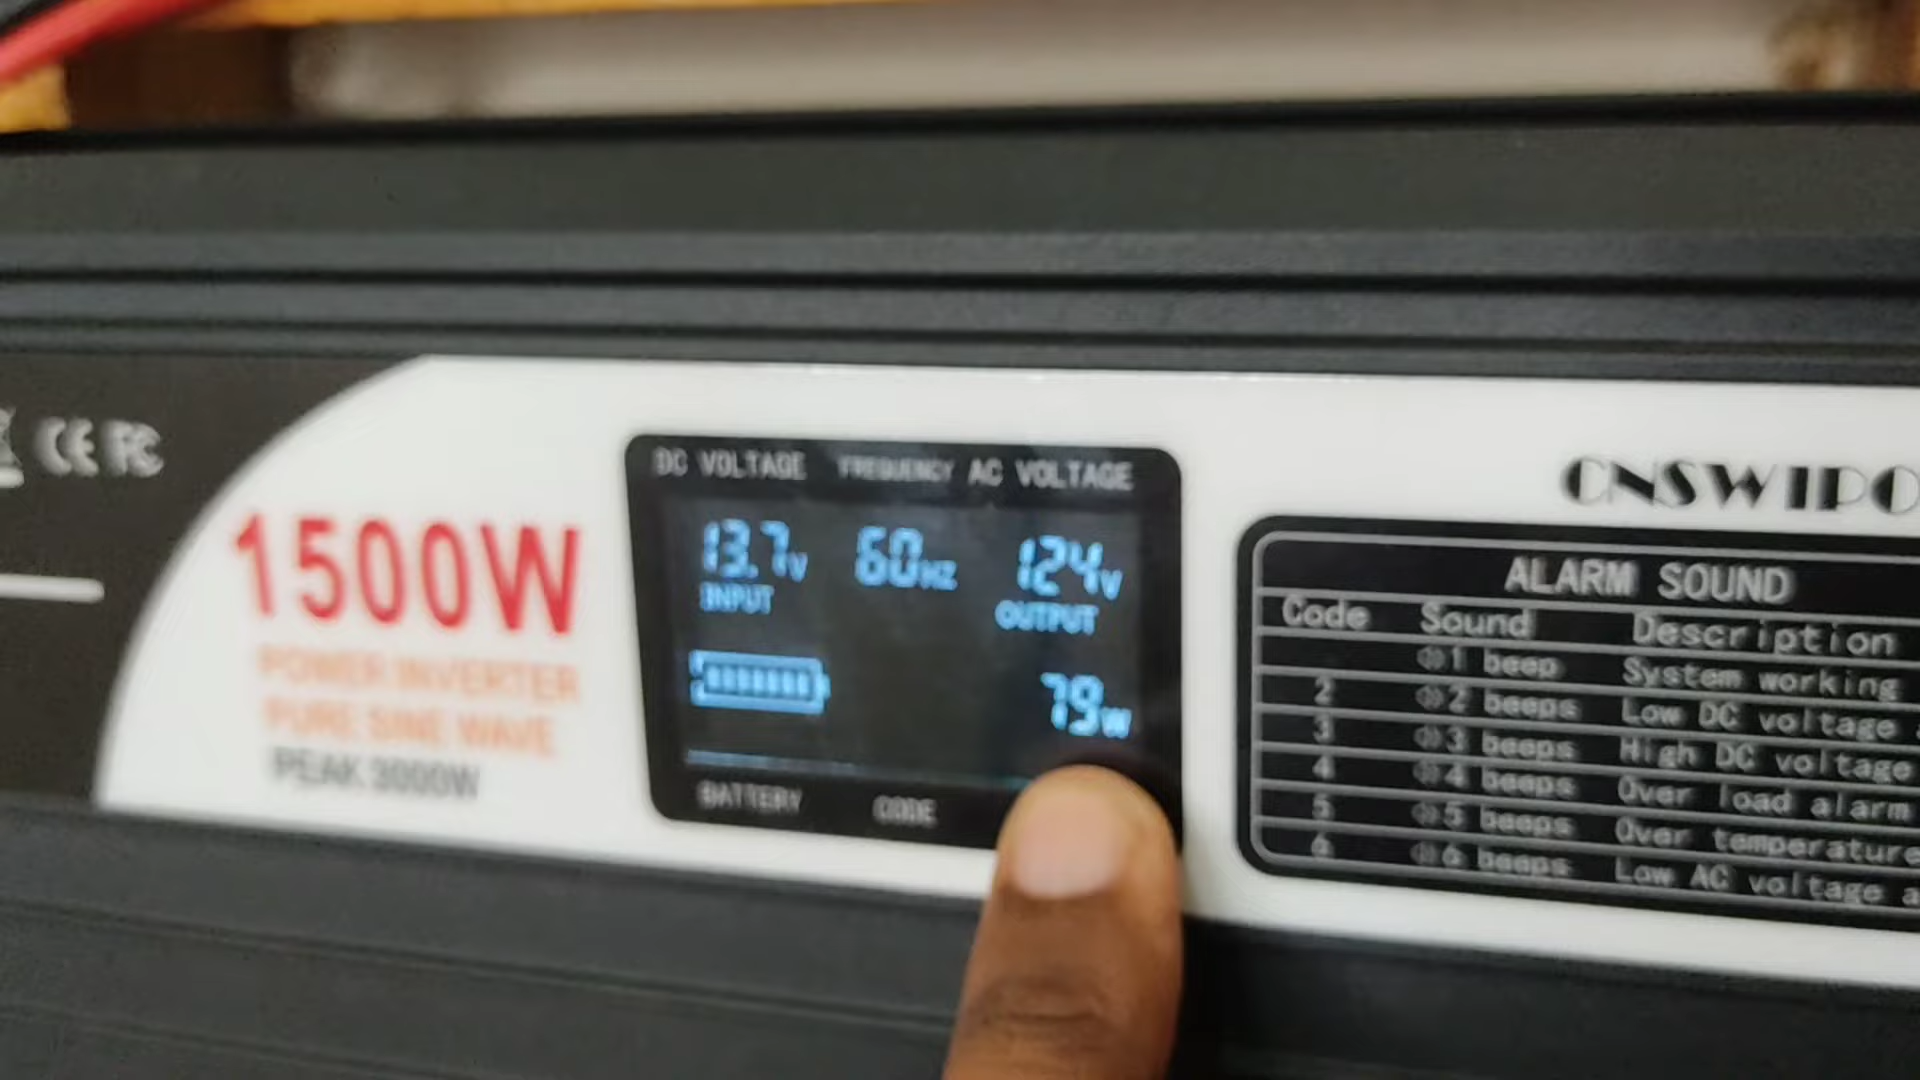 CE FC
1500W
POWER INVERTER
PURE SINE WAVE
PEAK 3000W
DC VOLTAGE FREQUENCY AC VOLTAGE
13.7V 60HZ 124V
INPUT OUTPUT
79W
BATTERY CODE
CNSWIPO
ALARM SOUND
Code Sound Description
1 beep System working
2 2 beeps Low DC voltage
3 3 beeps High DC voltage
4 4 beeps Over load alarm
5 5 beeps Over temperature
6 6 beeps Low AC voltage